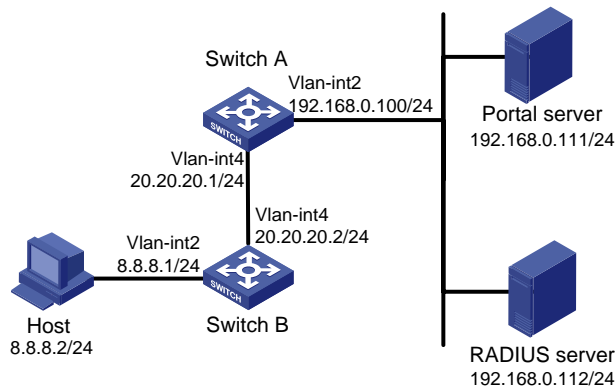 Switch A
Vlan-int2
192.168.0.100/24
SWITCH
Portal server
192.168.0.111/24
Vlan-int4
20.20.20.1/24
Vlan-int4
20.20.20.2/24
Vlan-int2
8.8.8.1/24
SWITCH
Host
8.8.8.2/24
Switch B
RADIUS server
192.168.0.112/24